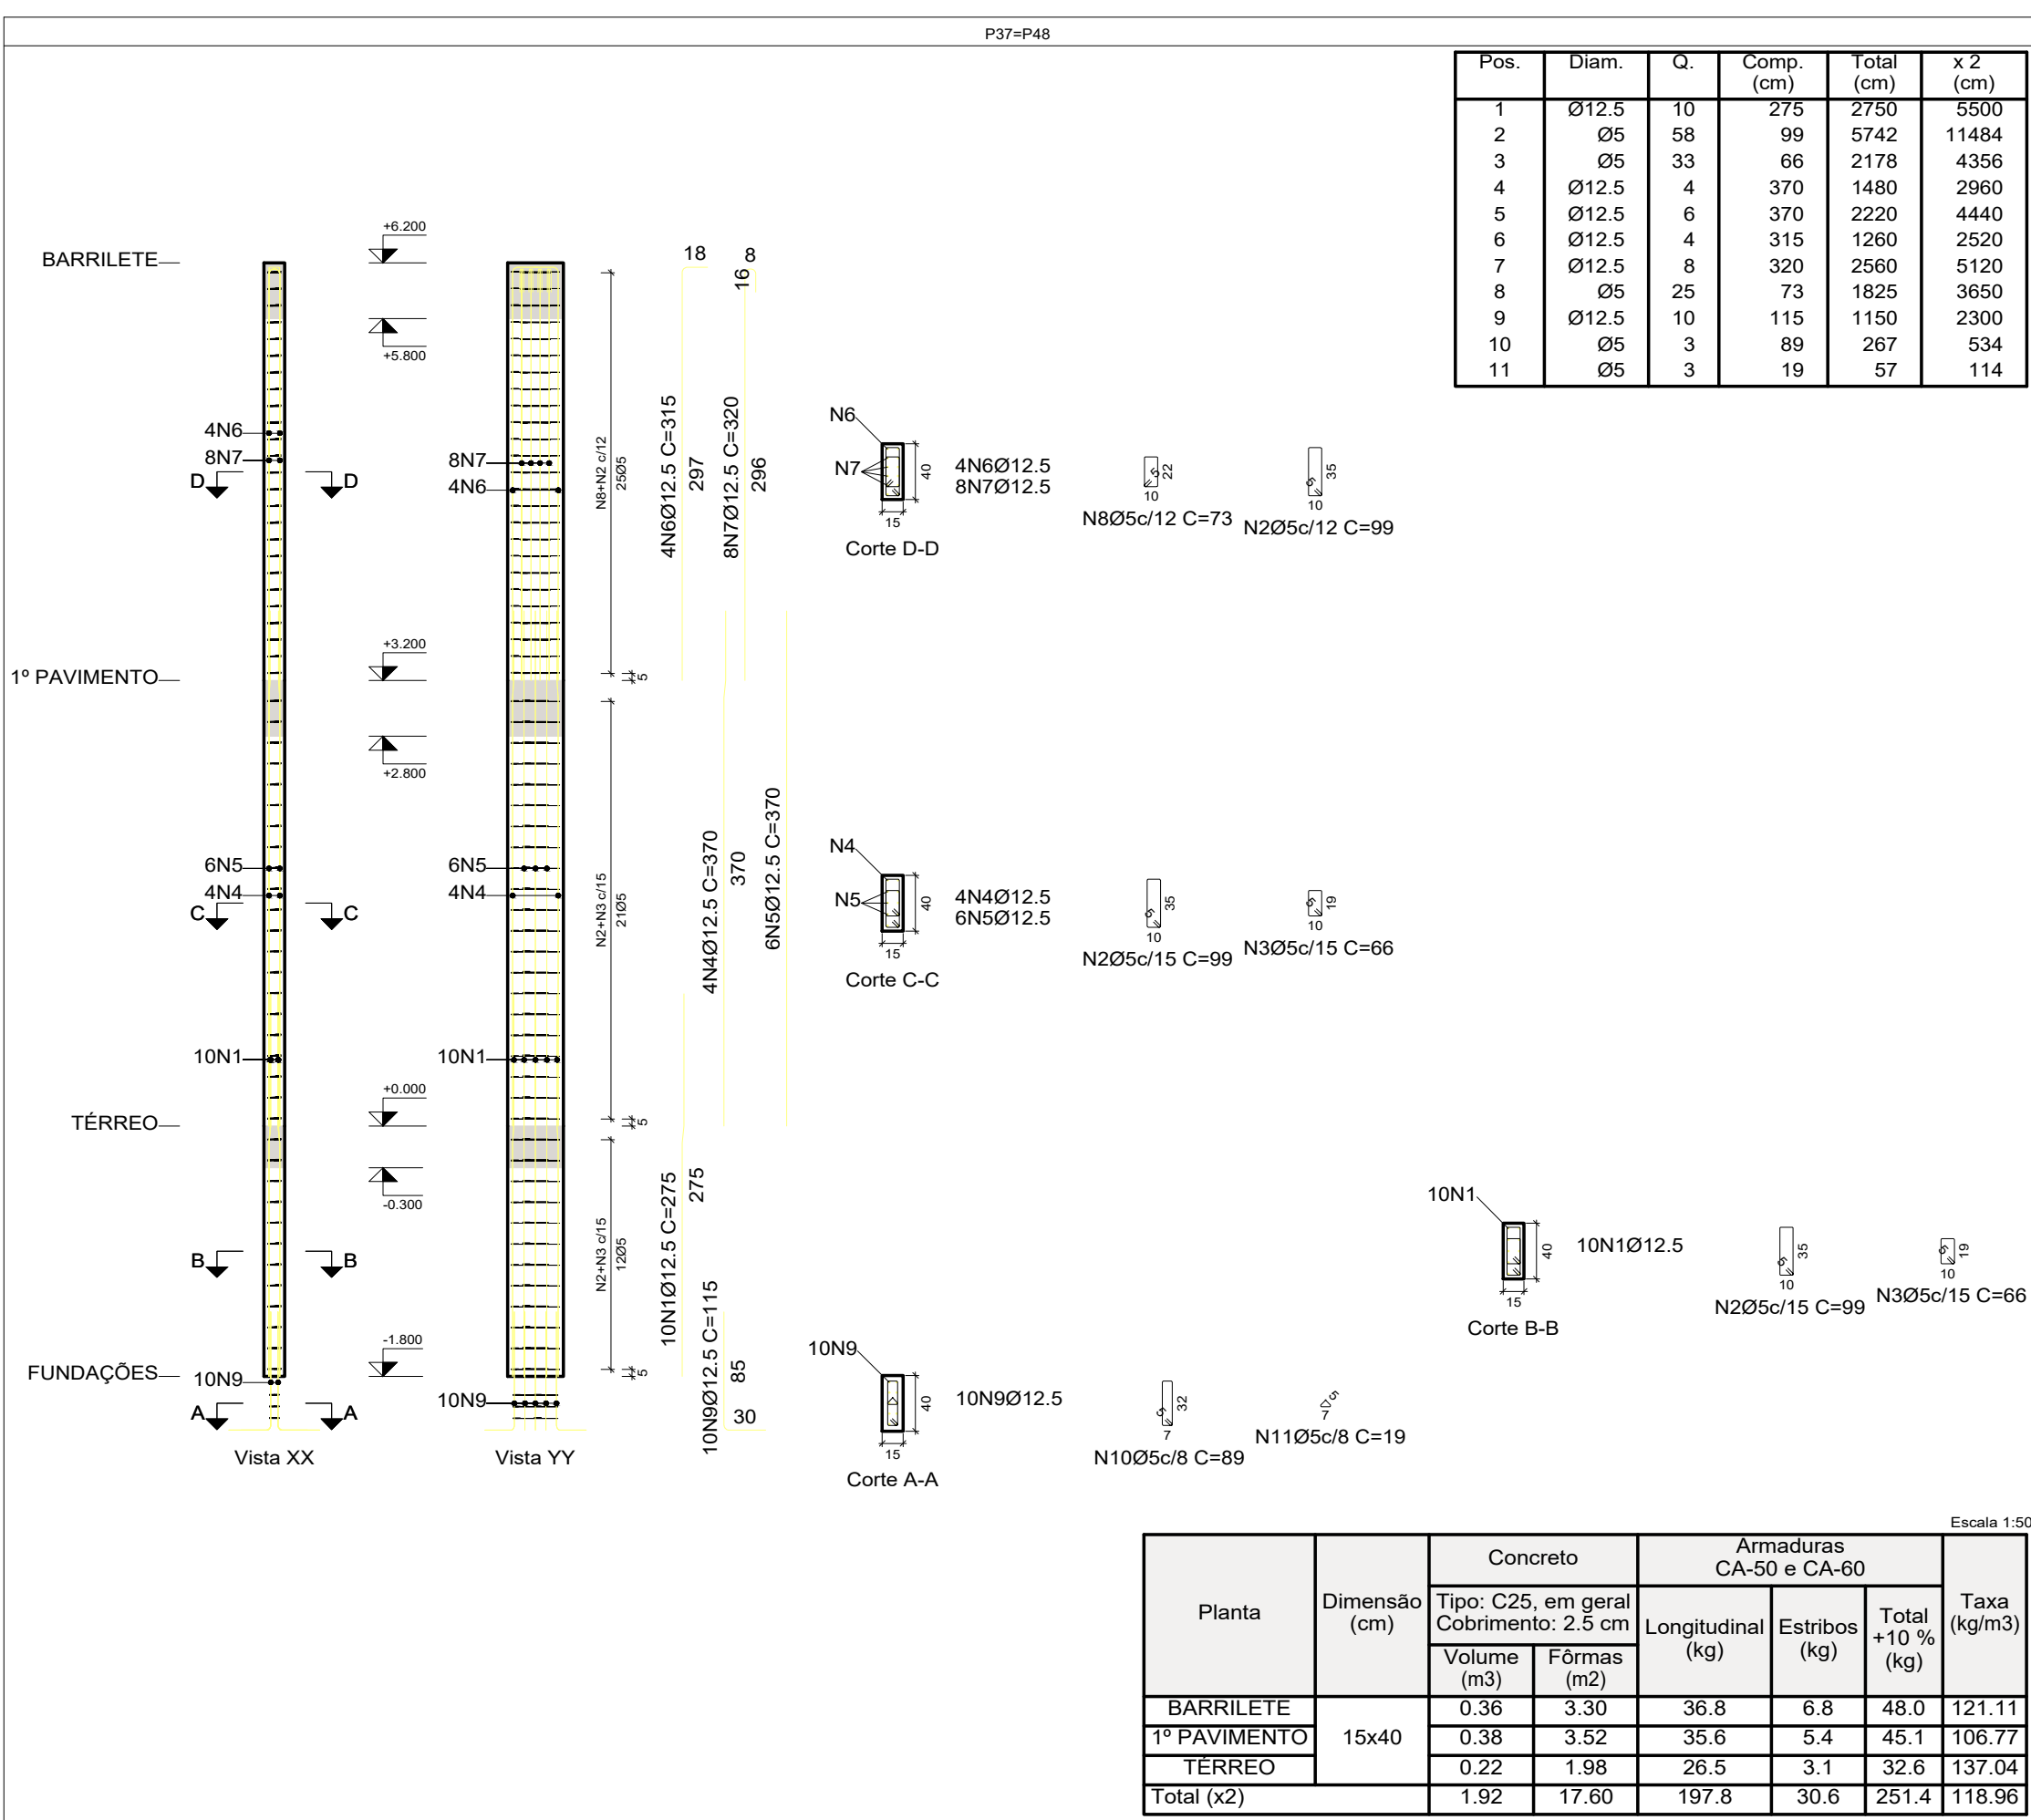 P37=P48
Pos. Diam. Q. Comp. (cm) Total (cm) x 2 (cm)
1 Ø12.5 10 275 2750 5500
2 Ø5 58 99 5742 11484
3 Ø5 33 66 2178 4356
4 Ø12.5 4 370 1480 2960
5 Ø12.5 6 370 2220 4440
6 Ø12.5 4 315 1260 2520
7 Ø12.5 8 320 2560 5120
8 Ø5 25 73 1825 3650
9 Ø12.5 10 115 1150 2300
10 Ø5 3 89 267 534
11 Ø5 3 19 57 114
BARRILETE
+6.200
+5.800
18
8
16
4N6
8N7
D D
8N7
4N6
N8+N2 c/12
25Ø5
4N6Ø12.5 C=315
297
8N7Ø12.5 C=320
296
N6
N7
40
15
4N6Ø12.5
8N7Ø12.5
Corte D-D
5
22
10
N8Ø5c/12 C=73
5
35
10
N2Ø5c/12 C=99
1º PAVIMENTO
+3.200
+2.800
5
6N5
4N4
C C
6N5
4N4
N2+N3 c/15
21Ø5
4N4Ø12.5 C=370
370
6N5Ø12.5 C=370
N4
N5
40
15
4N4Ø12.5
6N5Ø12.5
Corte C-C
5
35
10
N2Ø5c/15 C=99
5
19
10
N3Ø5c/15 C=66
10N1
10N1
TÉRREO
+0.000
-0.300
5
B B
N2+N3 c/15
12Ø5
10N1Ø12.5 C=275
275
10N1
40
15
10N1Ø12.5
Corte B-B
5
35
10
N2Ø5c/15 C=99
5
19
10
N3Ø5c/15 C=66
FUNDAÇÕES
-1.800
5
10N9
A A
10N9
10N9Ø12.5 C=115
85
30
10N9
40
15
10N9Ø12.5
Corte A-A
5
32
7
N10Ø5c/8 C=89
5
7
N11Ø5c/8 C=19
Vista XX
Vista YY
Escala 1:50
Planta Dimensão (cm) Concreto Armaduras CA-50 e CA-60 Taxa (kg/m3)
Tipo: C25, em geral
Cobrimento: 2.5 cm
Longitudinal (kg) Estribos (kg) Total +10 % (kg)
Volume (m3) Fôrmas (m2)
BARRILETE 15x40 0.36 3.30 36.8 6.8 48.0 121.11
1º PAVIMENTO 0.38 3.52 35.6 5.4 45.1 106.77
TÉRREO 0.22 1.98 26.5 3.1 32.6 137.04
Total (x2) 1.92 17.60 197.8 30.6 251.4 118.96